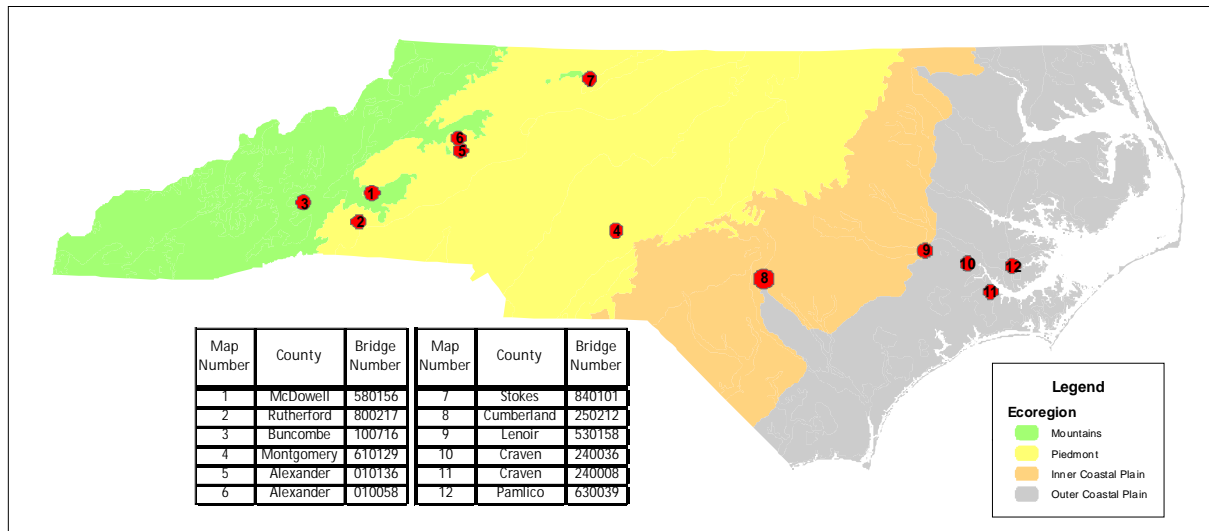 7
6
5
1
3
2
4
9
8
10
12
11
Map Number County Bridge Number Map Number County Bridge Number
1 McDowell 580156 7 Stokes 840101
2 Rutherford 800217 8 Cumberland 250212
3 Buncombe 100716 9 Lenoir 530158
4 Montgomery 610129 10 Craven 240036
5 Alexander 010136 11 Craven 240008
6 Alexander 010058 12 Pamlico 630039
Legend
Ecoregion
Mountains
Piedmont
Inner Coastal Plain
Outer Coastal Plain